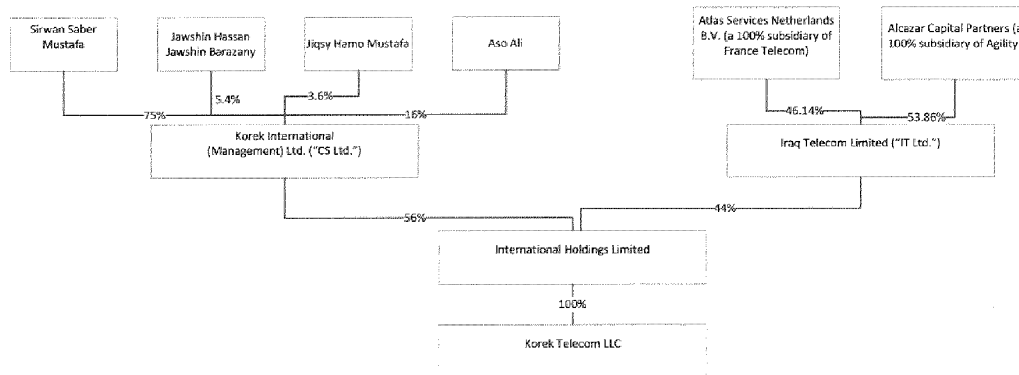 Sirwan Saber
Mustafa
Jawshin Hassan
Jawshin Barazany
Jiqsy Hamo Mustafa
Aso Ali
Atlas Services Netherlands
B.V. (a 100% subsidiary of
France Telecom)
Alcazar Capital Partners (a
100% subsidiary of Agility
75%
5.4%
3.6%
16%
46.14%
53.86%
Korek International
(Management) Ltd. ("CS Ltd.")
Iraq Telecom Limited ("IT Ltd.")
56%
44%
International Holdings Limited
100%
Korek Telecom LLC